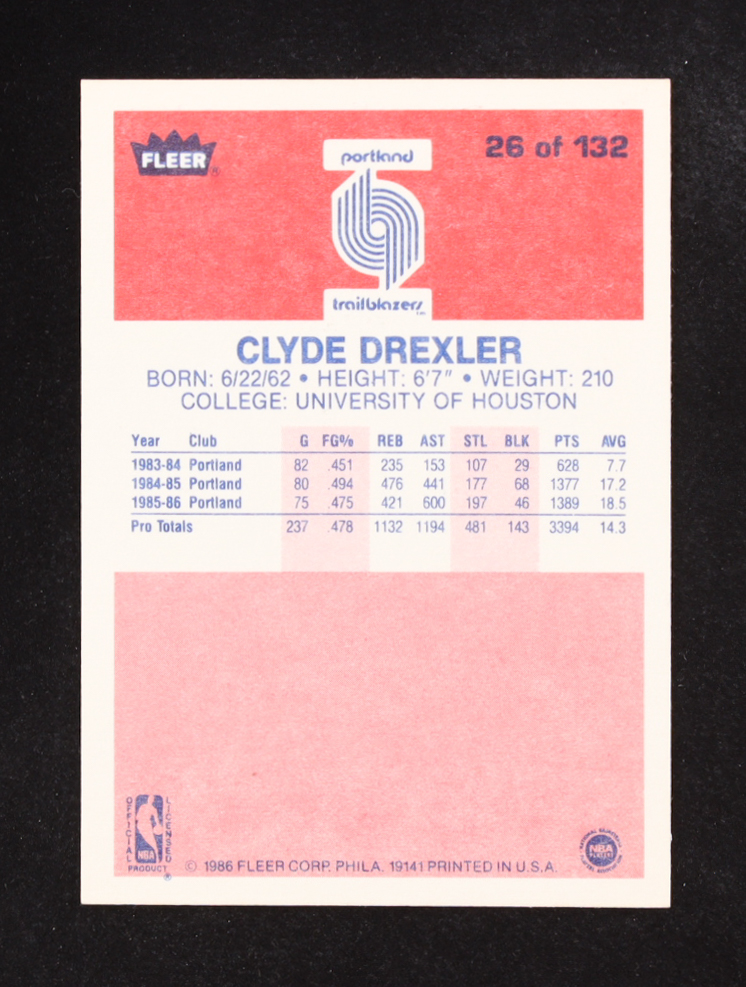 FLEER®
portland
26 of 132
trailblazers
CLYDE DREXLER
BORN: 6/22/62 • HEIGHT: 6'7" • WEIGHT: 210
COLLEGE: UNIVERSITY OF HOUSTON
Year Club G FG% REB AST STL BLK PTS AVG
1983-84 Portland 82 .451 235 153 107 29 628 7.7
1984-85 Portland 80 .494 476 441 177 68 1377 17.2
1985-86 Portland 75 .475 421 600 197 46 1389 18.5
Pro Totals 237 .478 1132 1194 481 143 3394 14.3
OFFICIAL
LICENSED
NBA
PRODUCT
®
© 1986 FLEER CORP. PHILA. 19141 PRINTED IN U.S.A.
NBA
PLAYERS